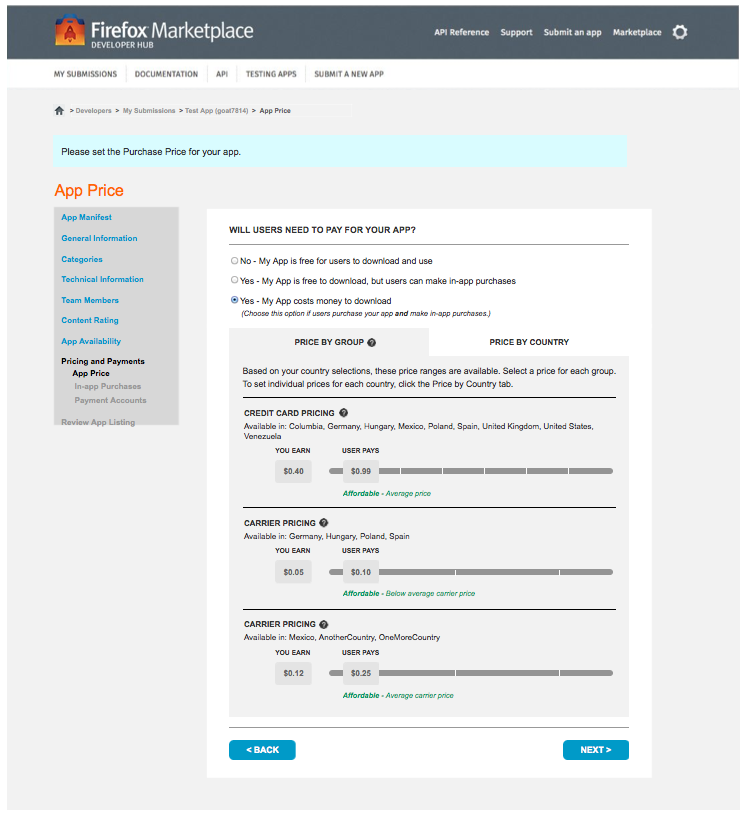 Firefox Marketplace
DEVELOPER HUB
API Reference Support Submit an app Marketplace
MY SUBMISSIONS DOCUMENTATION API TESTING APPS SUBMIT A NEW APP
> Developers > My Submissions > Test App (goat7814) > App Price
Please set the Purchase Price for your app.
App Price
App Manifest
General Information
Categories
Technical Information
Team Members
Content Rating
App Availability
Pricing and Payments
App Price
In-app Purchases
Payment Accounts
Review App Listing
WILL USERS NEED TO PAY FOR YOUR APP?
No - My App is free for users to download and use
Yes - My App is free to download, but users can make in-app purchases
Yes - My App costs money to download
(Choose this option if users purchase your app and make in-app purchases.)
PRICE BY GROUP ? PRICE BY COUNTRY
Based on your country selections, these price ranges are available. Select a price for each group.
To set individual prices for each country, click the Price by Country tab.
CREDIT CARD PRICING ?
Available in: Columbia, Germany, Hungary, Mexico, Poland, Spain, United Kingdom, United States,
Venezuela
YOU EARN USER PAYS
$0.40 $0.99
Affordable - Average price
CARRIER PRICING ?
Available in: Germany, Hungary, Poland, Spain
YOU EARN USER PAYS
$0.05 $0.10
Affordable - Below average carrier price
CARRIER PRICING ?
Available in: Mexico, AnotherCountry, OneMoreCountry
YOU EARN USER PAYS
$0.12 $0.25
Affordable - Average carrier price
< BACK NEXT >